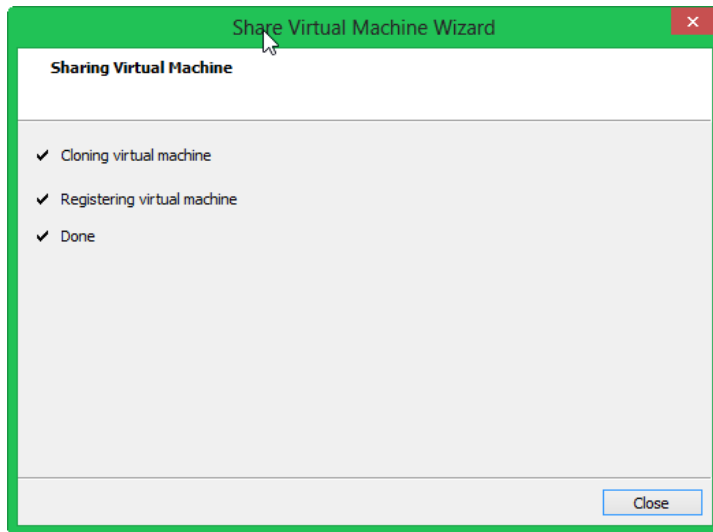 Share Virtual Machine Wizard
Sharing Virtual Machine
Cloning virtual machine
Registering virtual machine
Done
Close